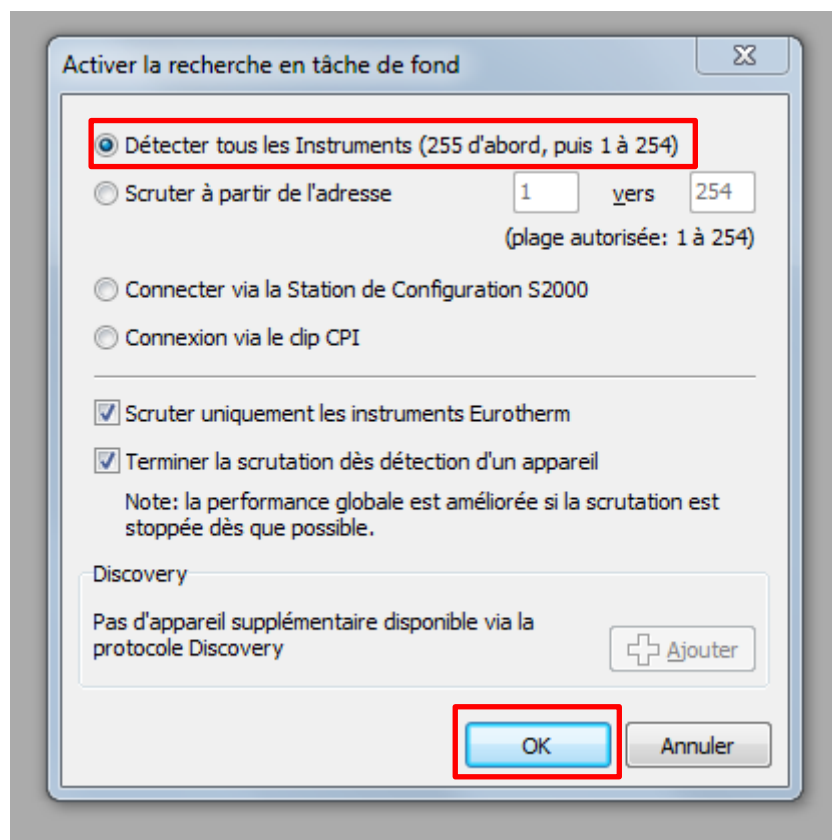 Activer la recherche en tâche de fond
Détecter tous les Instruments (255 d'abord, puis 1 à 254)
Scruter à partir de l'adresse 1 vers 254
(plage autorisée: 1 à 254)
Connecter via la Station de Configuration S2000
Connexion via le clip CPI
Scruter uniquement les instruments Eurotherm
Terminer la scrutation dès détection d'un appareil
Note: la performance globale est améliorée si la scrutation est
stoppée dès que possible.
Discovery
Pas d'appareil supplémentaire disponible via la
protocole Discovery
Ajouter
OK Annuler